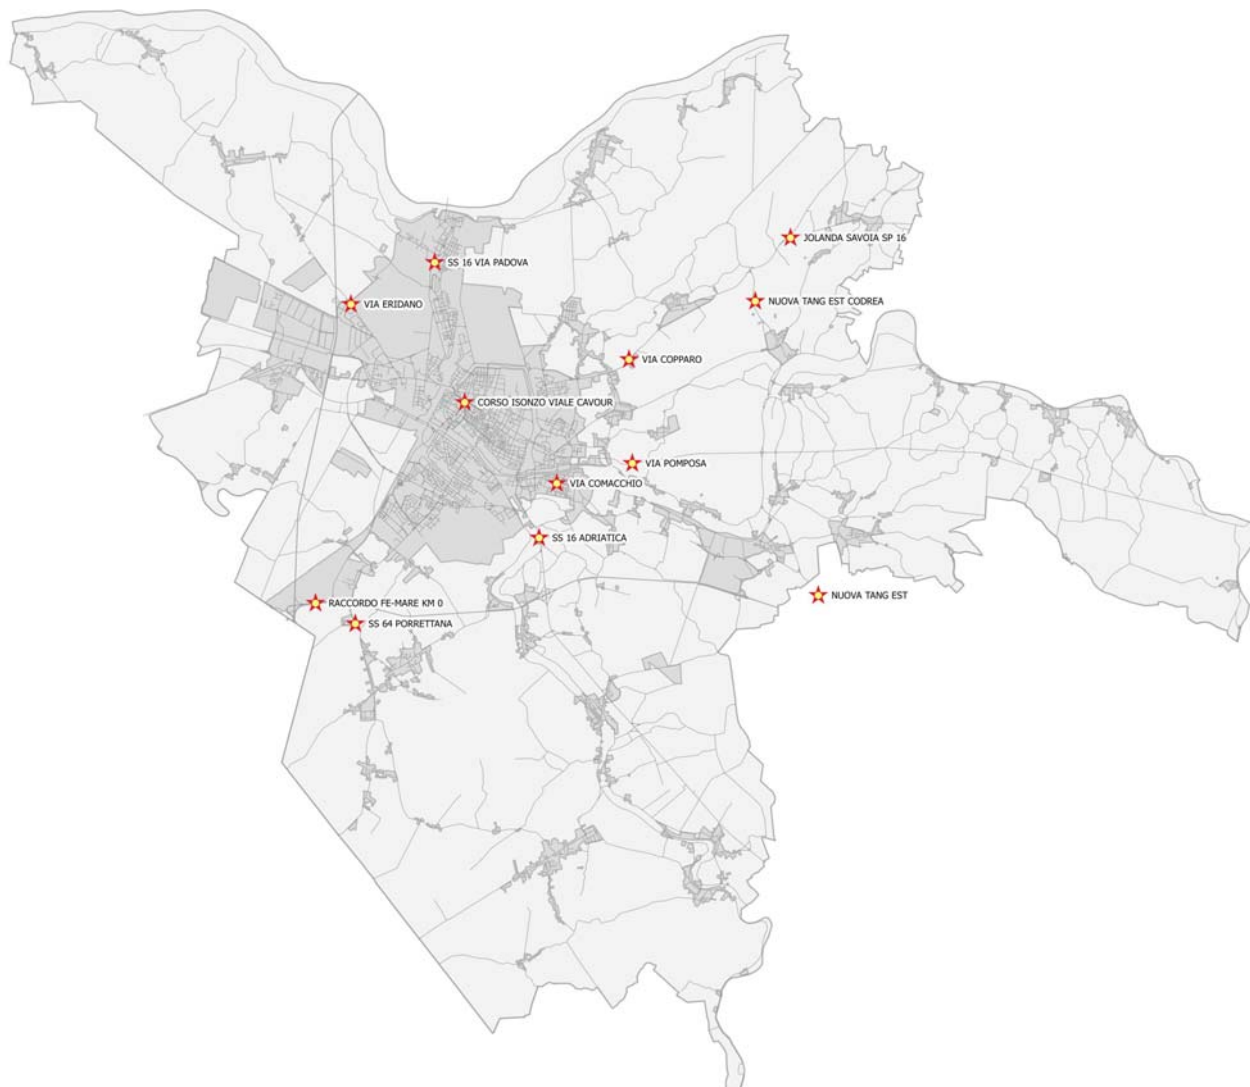 JOLANDA SAVOIA SP 16
SS 16 VIA PADOVA
NUOVA TANG EST CODREA
VIA ERIDANO
VIA COPPARO
CORSO ISONZO VIALE CAVOUR
VIA POMPOSA
VIA COMACCHIO
SS 16 ADRIATICA
NUOVA TANG EST
RACCORDO FE-MARE KM 0
SS 64 PORRETTANA